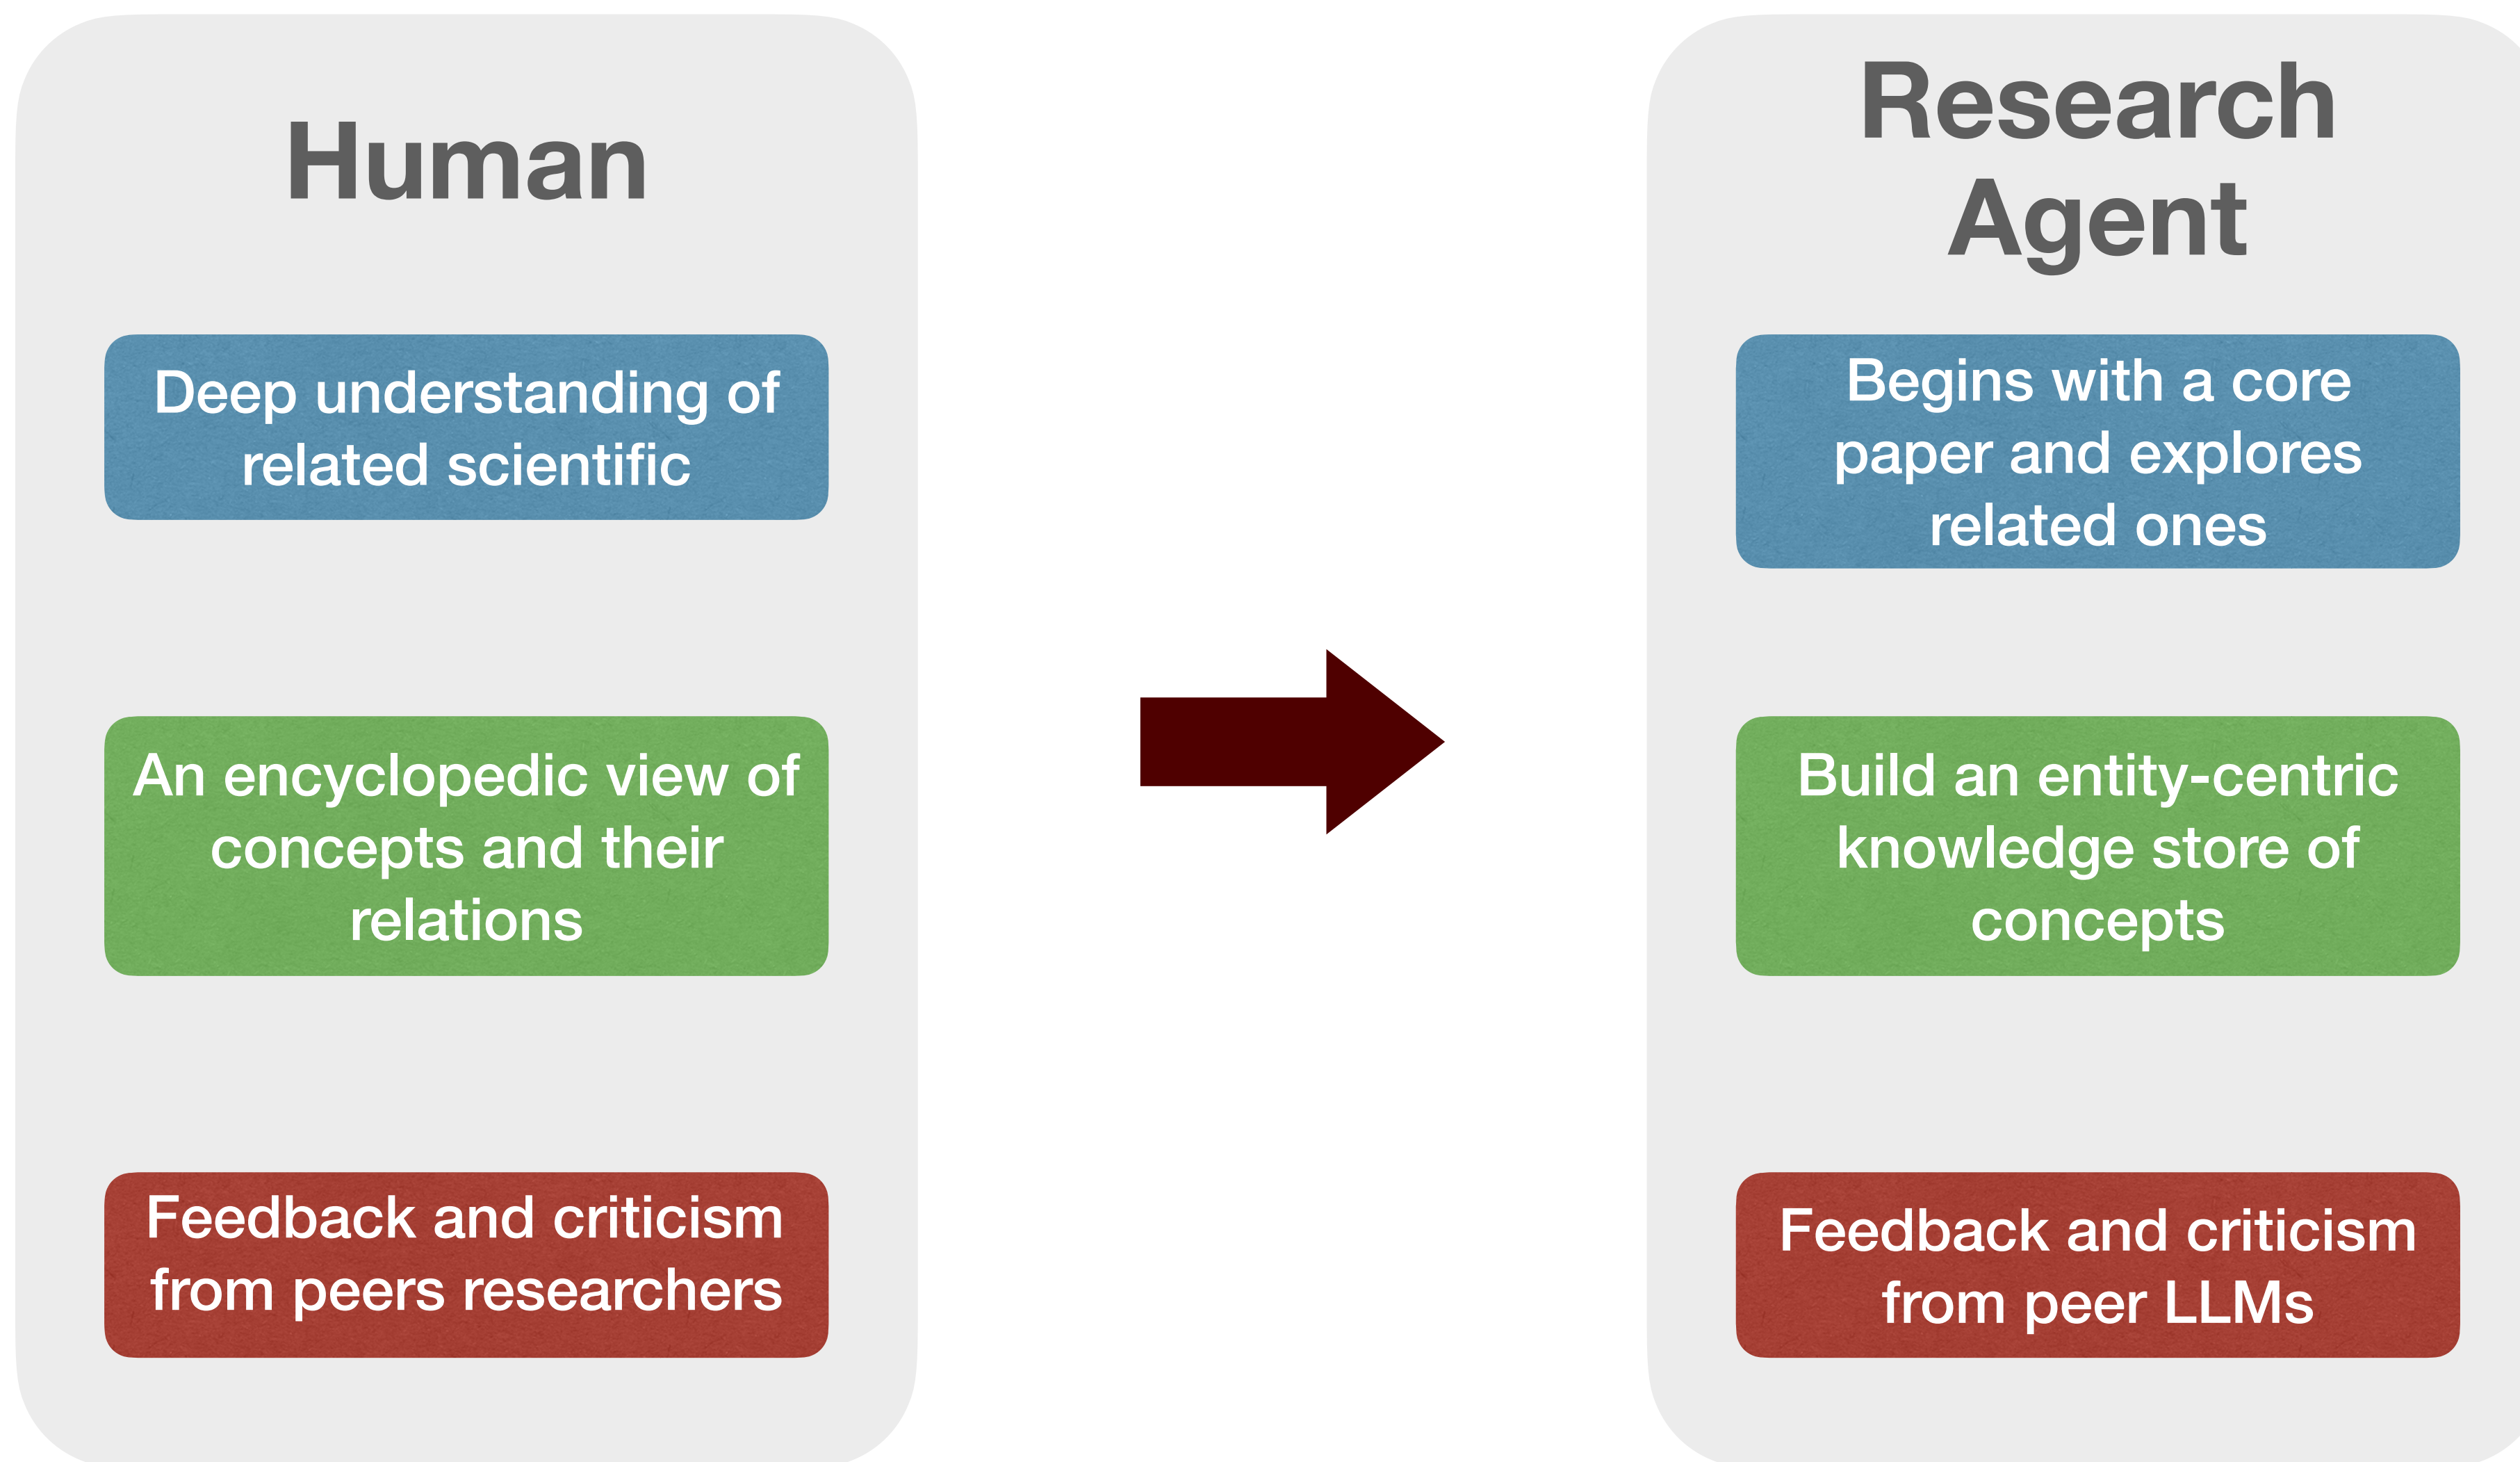 Human
Deep understanding of
related scientific
An encyclopedic view of
concepts and their
relations
Feedback and criticism
from peers researchers
Research
Agent
Begins with a core
paper and explores
related ones
Build an entity-centric
knowledge store of
concepts
Feedback and criticism
from peer LLMs